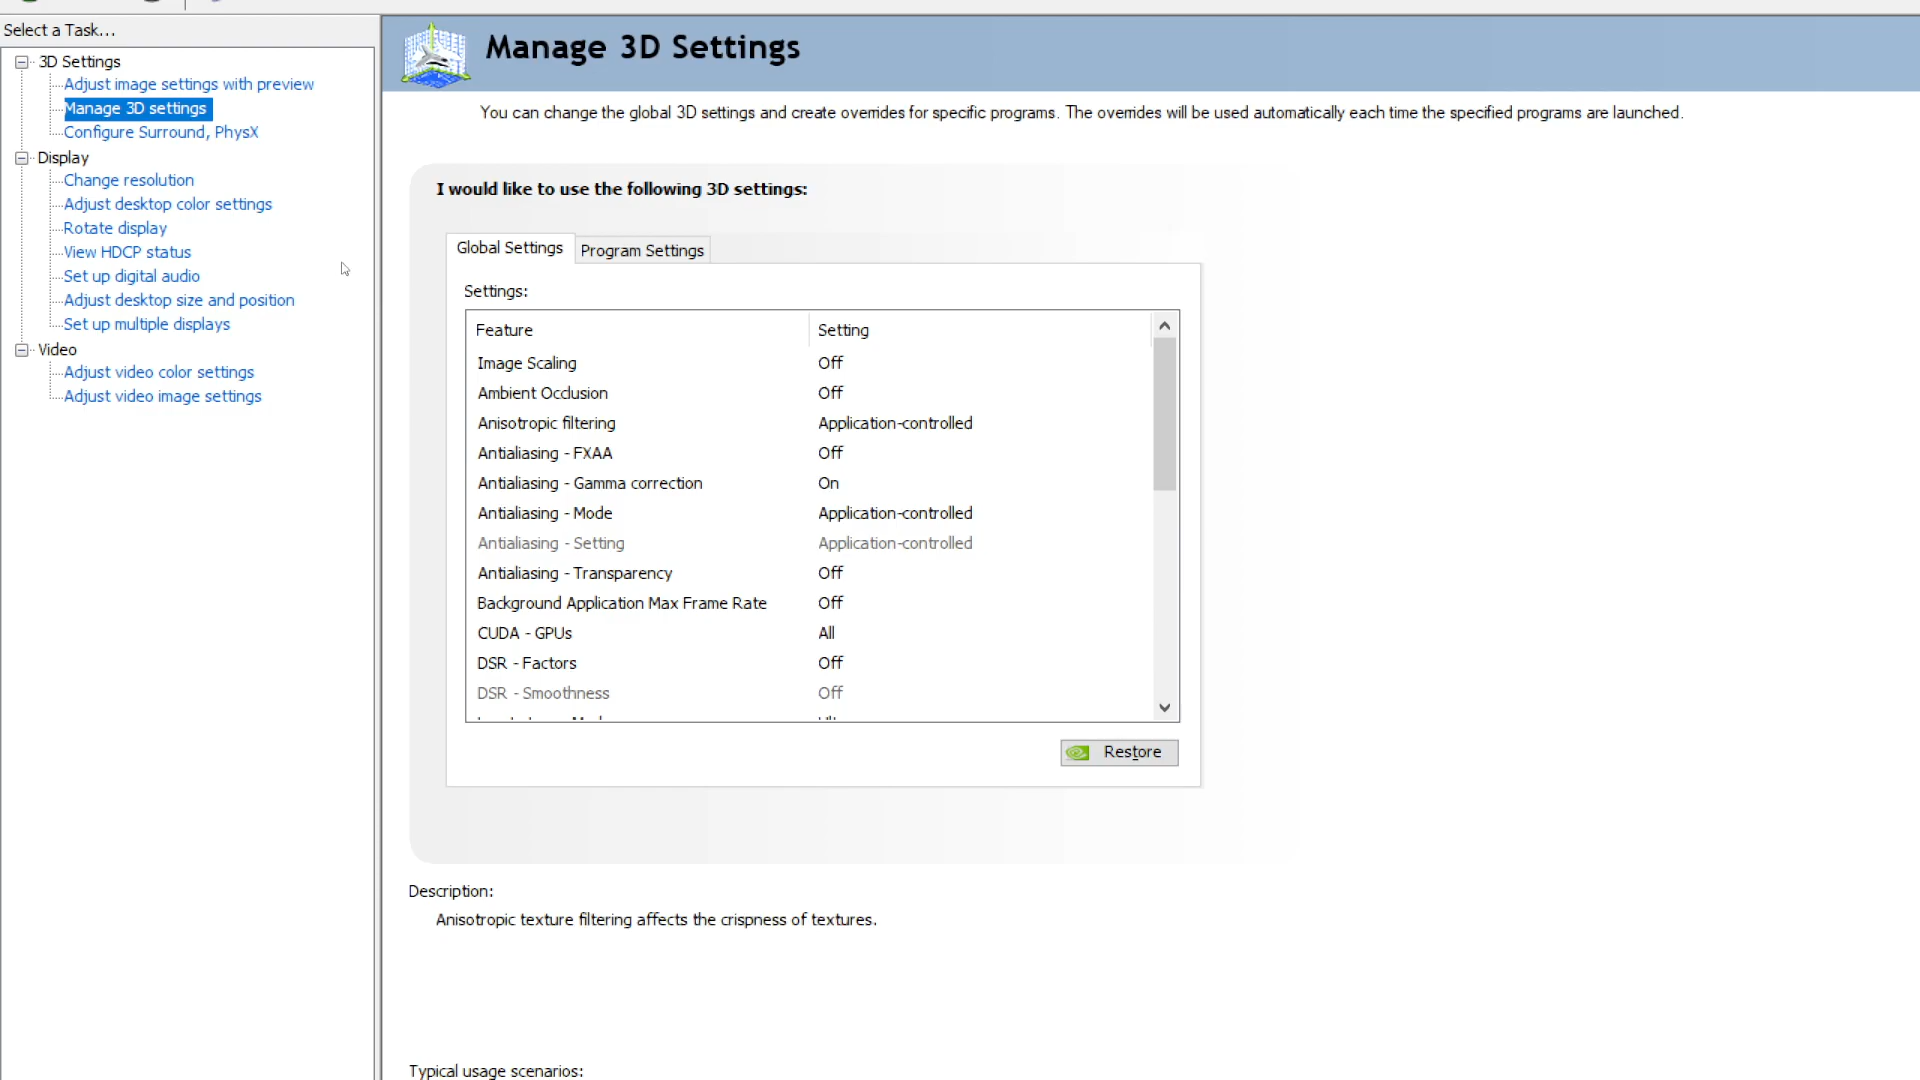 Select a Task...
3D Settings
Adjust image settings with preview
Manage 3D settings
Configure Surround, PhysX
Display
Change resolution
Adjust desktop color settings
Rotate display
View HDCP status
Set up digital audio
Adjust desktop size and position
Set up multiple displays
Video
Adjust video color settings
Adjust video image settings
Manage 3D Settings
You can change the global 3D settings and create overrides for specific programs. The overrides will be used automatically each time the specified programs are launched.
I would like to use the following 3D settings:
Global Settings Program Settings
Settings:
Feature Setting
Image Scaling Off
Ambient Occlusion Off
Anisotropic filtering Application-controlled
Antialiasing - FXAA Off
Antialiasing - Gamma correction On
Antialiasing - Mode Application-controlled
Antialiasing - Setting Application-controlled
Antialiasing - Transparency Off
Background Application Max Frame Rate Off
CUDA - GPUs All
DSR - Factors Off
DSR - Smoothness Off
Restore
Description:
Anisotropic texture filtering affects the crispness of textures.
Typical usage scenarios: